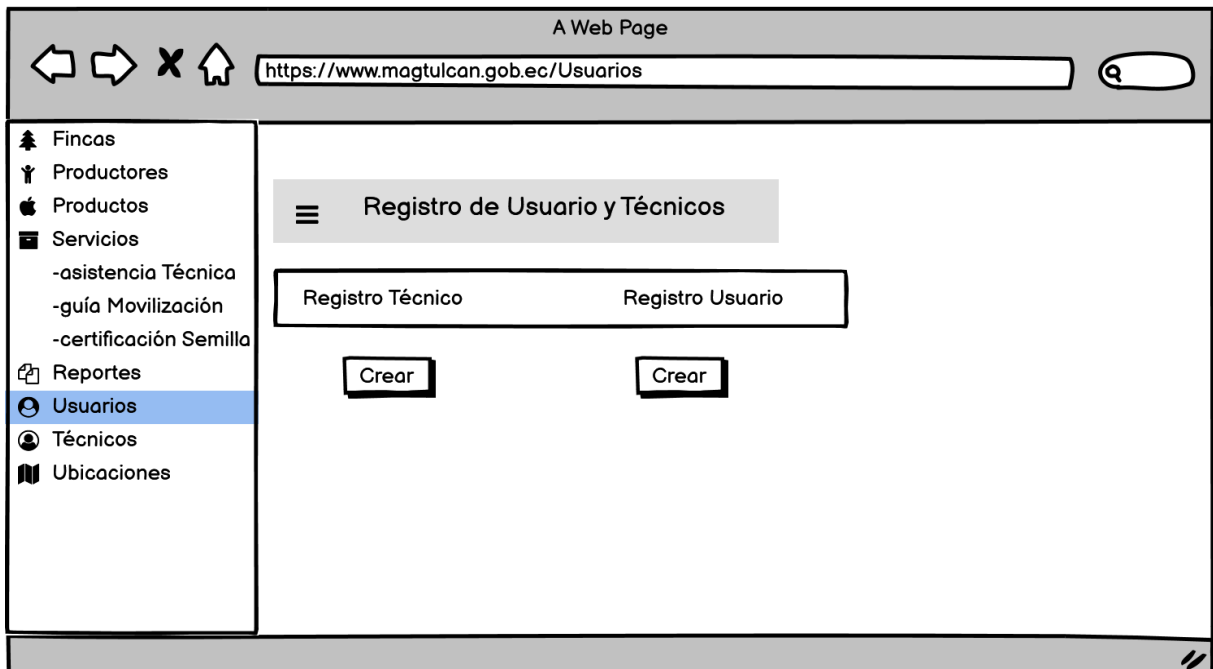 A Web Page
https://www.magtulcan.gob.ec/Usuarios
Fincas
Productores
Productos
Servicios
-asistencia Técnica
-guía Movilización
-certificación Semilla
Reportes
Usuarios
Técnicos
Ubicaciones
Registro de Usuario y Técnicos
Registro Técnico Registro Usuario
Crear Crear